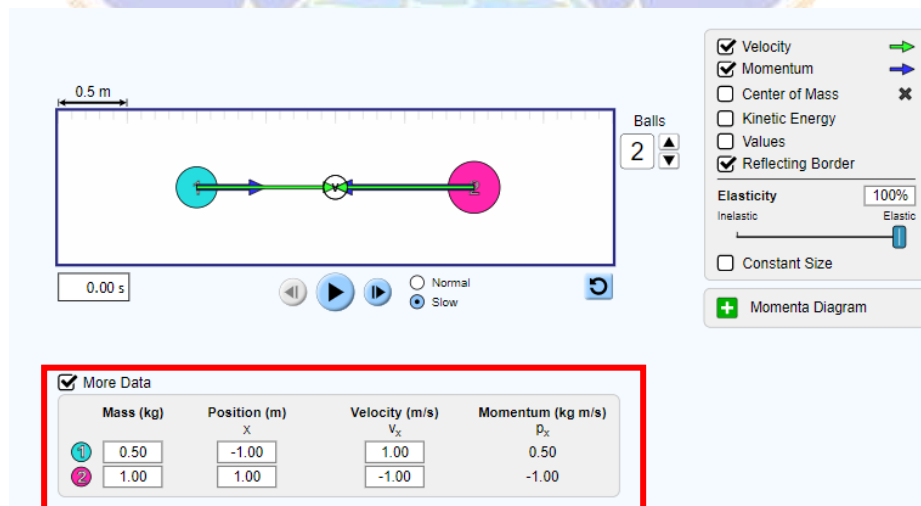 Velocity
Momentum
0.5 m
Center of Mass
Kinetic Energy
Balls
Values
2
Reflecting Border
1
v
2
Elasticity 100%
Inelastic Elastic
Constant Size
0.00 s
Normal
Slow
Momenta Diagram
More Data
Mass (kg) Position (m) Velocity (m/s) Momentum (kg m/s)
x vx px
1 0.50 -1.00 1.00 0.50
2 1.00 1.00 -1.00 -1.00